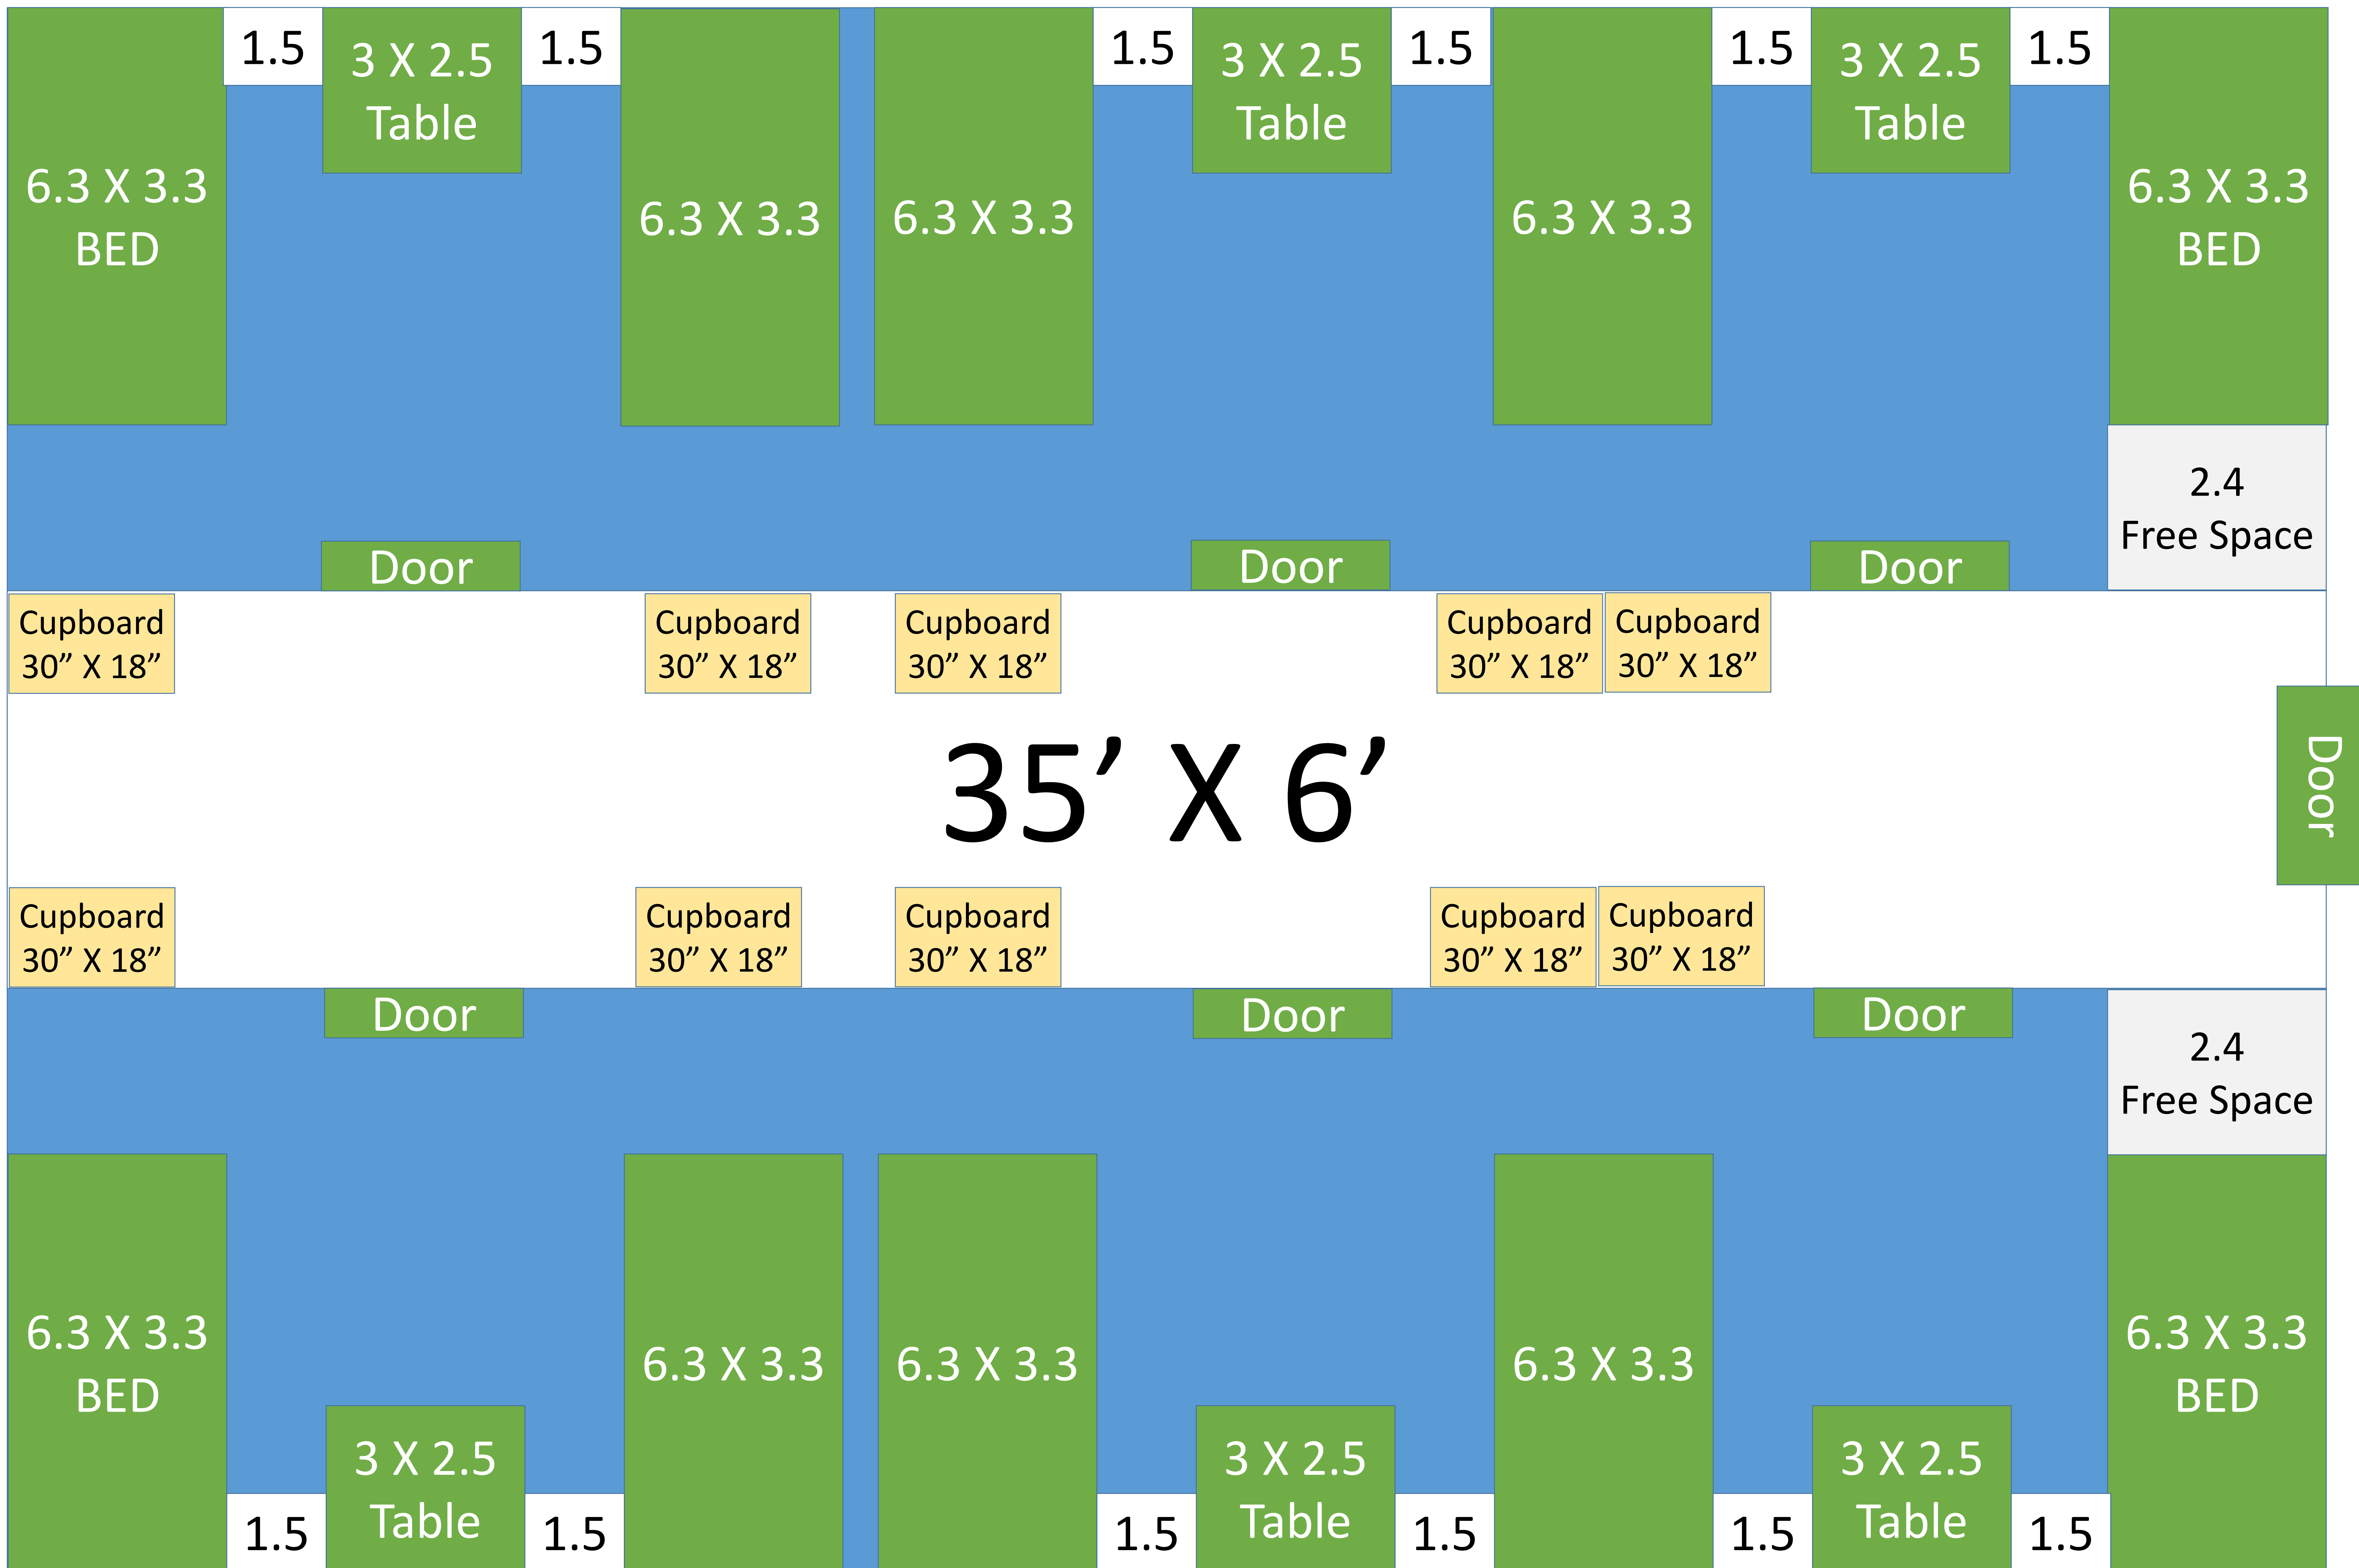 1.5
3 X 2.5
Table
1.5
1.5
3 X 2.5
Table
1.5
1.5
3 X 2.5
Table
1.5
6.3 X 3.3
BED
6.3 X 3.3
6.3 X 3.3
6.3 X 3.3
6.3 X 3.3
BED
2.4
Free Space
Door
Door
Door
Cupboard
30” X 18”
Cupboard
30” X 18”
Cupboard
30” X 18”
Cupboard
30” X 18”
Cupboard
30” X 18”
35’ X 6’
Door
Cupboard
30” X 18”
Cupboard
30” X 18”
Cupboard
30” X 18”
Cupboard
30” X 18”
Cupboard
30” X 18”
Door
Door
Door
2.4
Free Space
6.3 X 3.3
BED
6.3 X 3.3
6.3 X 3.3
6.3 X 3.3
6.3 X 3.3
BED
1.5
3 X 2.5
Table
1.5
1.5
3 X 2.5
Table
1.5
1.5
3 X 2.5
Table
1.5